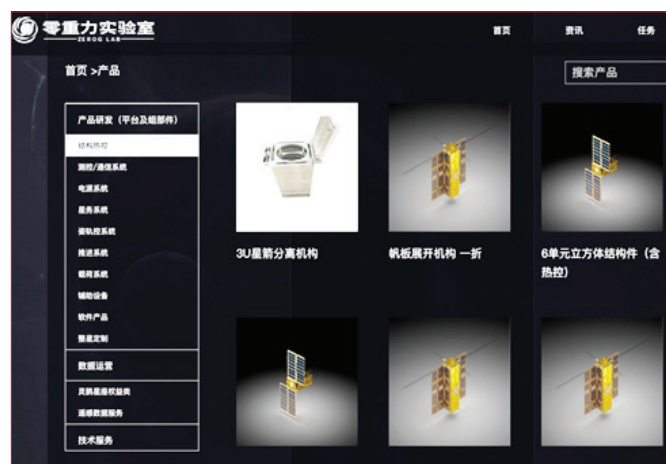 零重力实验室
ZEROG LAB
首页
资讯
任务
首页 >产品
搜索产品
产品研发（平台及组部件）
结构热控
测控/通信系统
电源系统
星务系统
姿轨控系统
推进系统
载荷系统
辅助设备
软件产品
整星定制
数据运营
灵鹊星座权益类
遥感数据服务
技术服务
3U星箭分离机构
帆板展开机构 一折
6单元立方体结构件（含
热控）